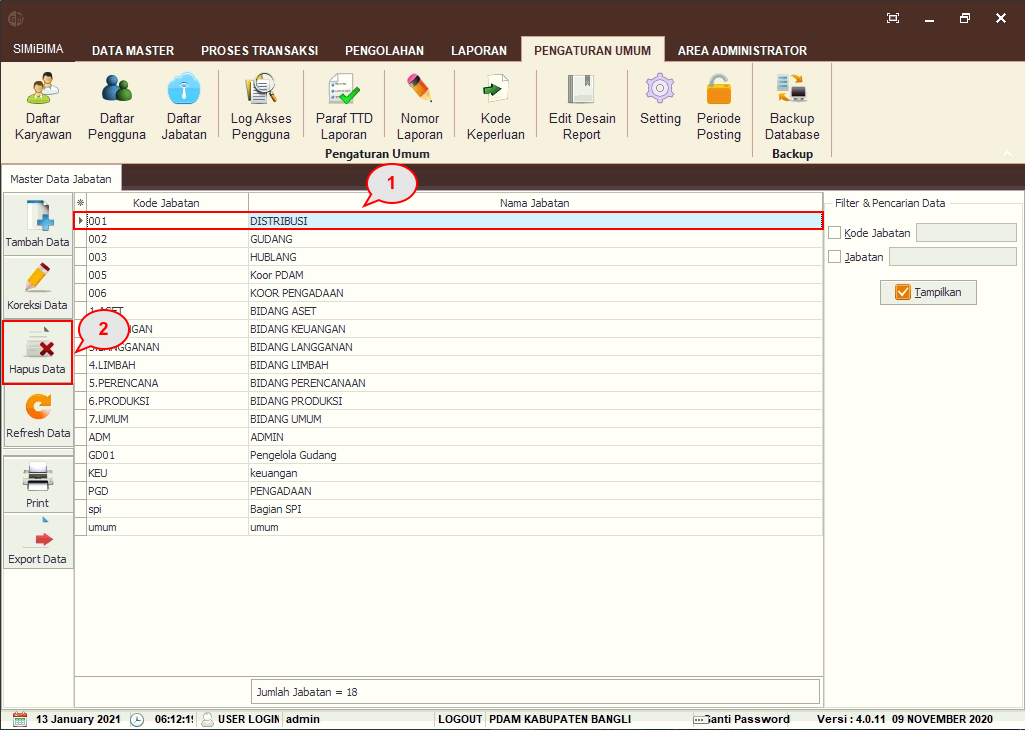 SIMiBIMA
DATA MASTER
PROSES TRANSAKSI
PENGOLAHAN
LAPORAN
PENGATURAN UMUM
AREA ADMINISTRATOR
Daftar
Karyawan
Daftar
Pengguna
Daftar
Jabatan
Log Akses
Pengguna
Paraf TTD
Laporan
Nomor
Laporan
Kode
Keperluan
Edit Desain
Report
Setting
Periode
Posting
Backup
Database
Pengaturan Umum
Backup
Master Data Jabatan
1
Tambah Data
Koreksi Data
2
Hapus Data
Refresh Data
Print
Export Data
Kode Jabatan Nama Jabatan
001 DISTRIBUSI
002 GUDANG
003 HUBLANG
005 Koor PDAM
006 KOOR PENGADAAN
1.ASET BIDANG ASET
NGAN BIDANG KEUANGAN
GGANAN BIDANG LANGGANAN
4.LIMBAH BIDANG LIMBAH
5.PERENCANA BIDANG PERENCANAAN
6.PRODUKSI BIDANG PRODUKSI
7.UMUM BIDANG UMUM
ADM ADMIN
GD01 Pengelola Gudang
KEU keuangan
PGD PENGADAAN
spi Bagian SPI
umum umum
Jumlah Jabatan = 18
Filter & Pencarian Data
Kode Jabatan
Jabatan
Tampilkan
13 January 2021 06:12:1 USER LOGIN admin LOGOUT PDAM KABUPATEN BANGLI Ganti Password Versi : 4.0.11 09 NOVEMBER 2020